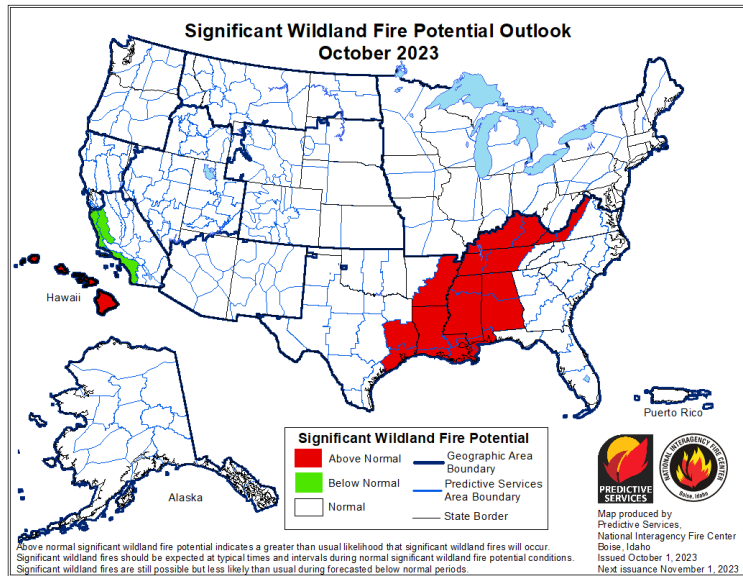 Significant Wildland Fire Potential Outlook
October 2023
Hawaii
Puerto Rico
Alaska
Significant Wildland Fire Potential
Above Normal
Below Normal
Normal
Geographic Area
Boundary
Predictive Services
Area Boundary
State Border
PREDICTIVE
SERVICES
NATIONAL INTERAGENCY FIRE CENTER
Boise, Idaho
Map produced by
Predictive Services,
National Interagency Fire Center
Boise, Idaho
Issued October 1, 2023
Next issuance November 1, 2023
Above normal significant wildland fire potential indicates a greater than usual likelihood that significant wildland fires will occur.
Significant wildland fires should be expected at typical times and intervals during normal significant wildland fire potential conditions.
Significant wildland fires are still possible but less likely than usual during forecasted below normal periods.